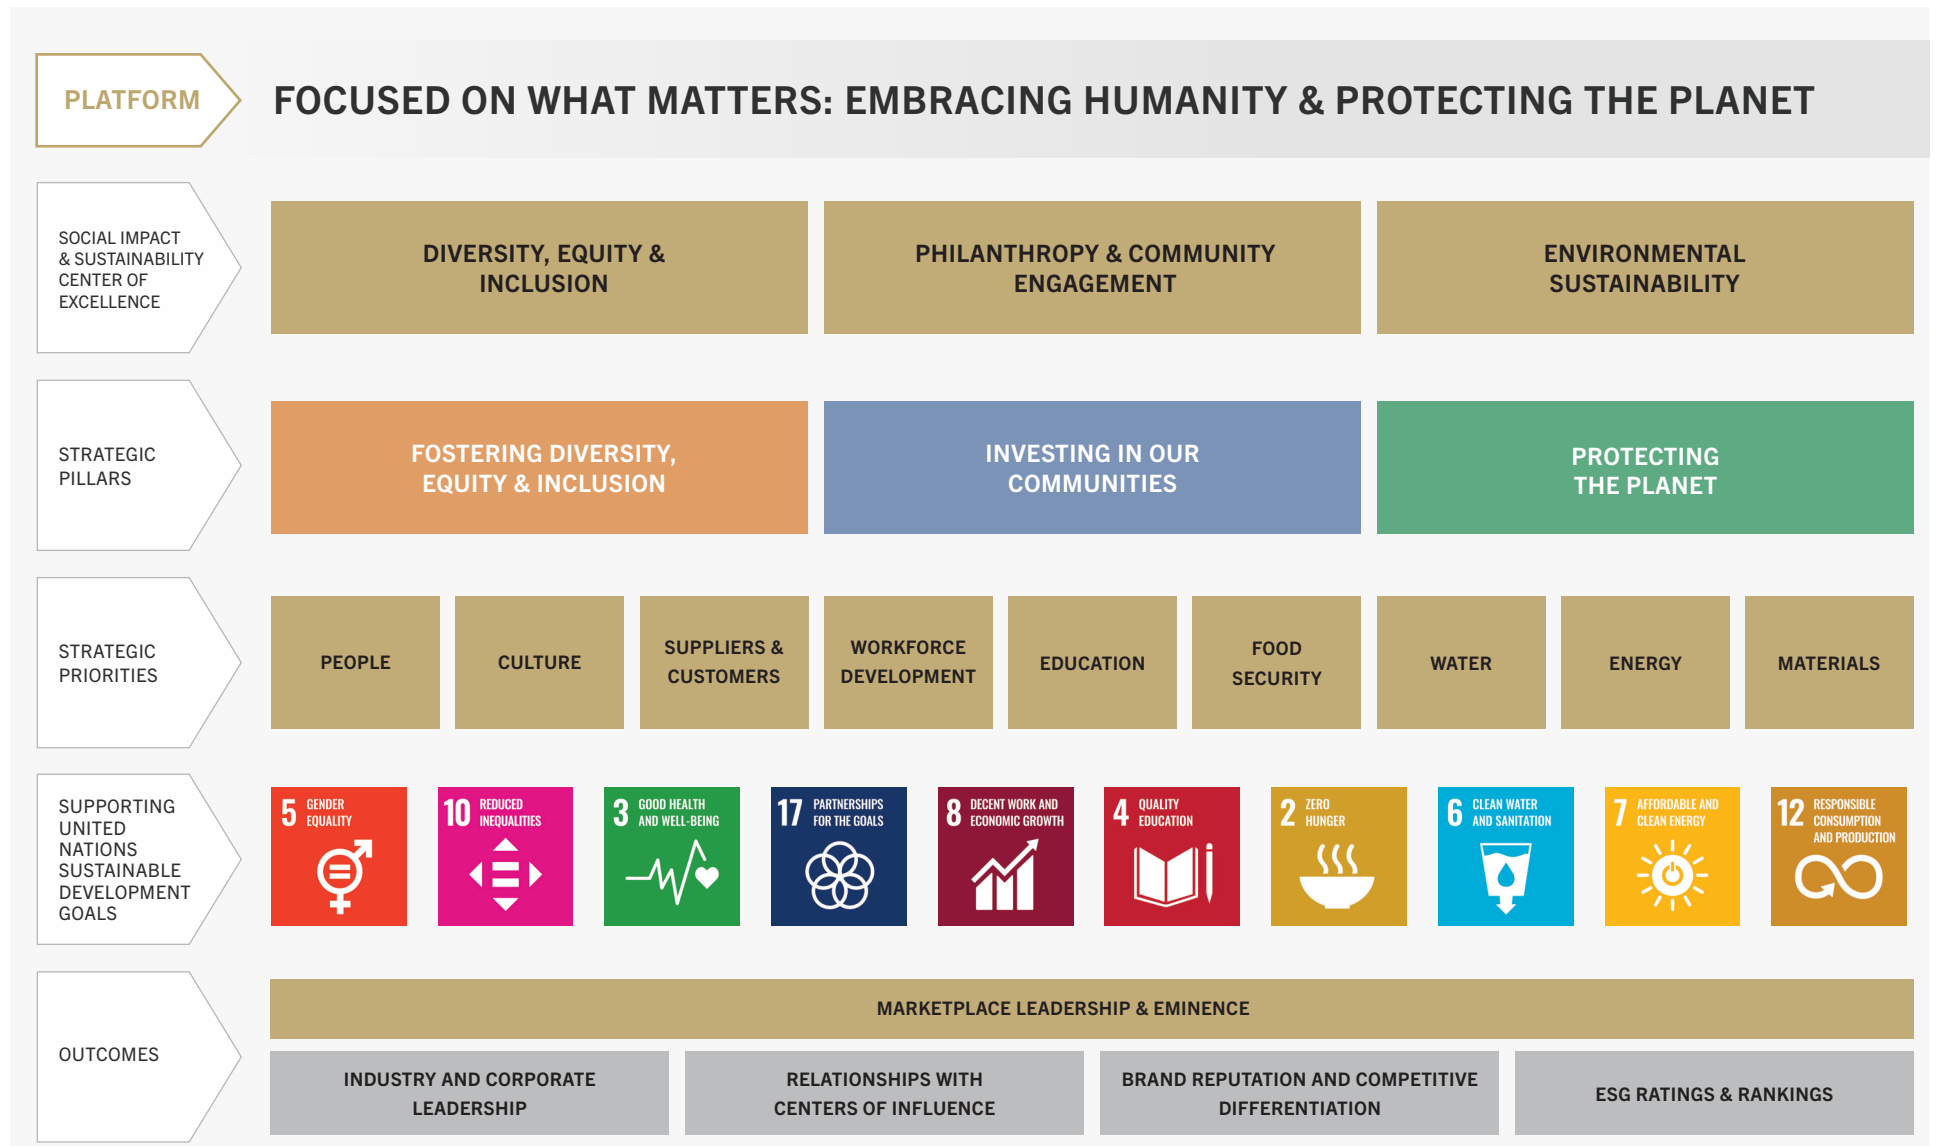 PLATFORM
FOCUSED ON WHAT MATTERS: EMBRACING HUMANITY & PROTECTING THE PLANET
SOCIAL IMPACT
& SUSTAINABILITY
CENTER OF
EXCELLENCE
DIVERSITY, EQUITY &
INCLUSION
PHILANTHROPY & COMMUNITY
ENGAGEMENT
ENVIRONMENTAL
SUSTAINABILITY
STRATEGIC
PILLARS
FOSTERING DIVERSITY,
EQUITY & INCLUSION
INVESTING IN OUR
COMMUNITIES
PROTECTING
THE PLANET
STRATEGIC
PRIORITIES
PEOPLE
CULTURE
SUPPLIERS &
CUSTOMERS
WORKFORCE
DEVELOPMENT
EDUCATION
FOOD
SECURITY
WATER
ENERGY
MATERIALS
SUPPORTING
UNITED
NATIONS
SUSTAINABLE
DEVELOPMENT
GOALS
5 GENDER
EQUALITY
10 REDUCED
INEQUALITIES
3 GOOD HEALTH
AND WELL-BEING
17 PARTNERSHIPS
FOR THE GOALS
8 DECENT WORK AND
ECONOMIC GROWTH
4 QUALITY
EDUCATION
2 ZERO
HUNGER
6 CLEAN WATER
AND SANITATION
7 AFFORDABLE AND
CLEAN ENERGY
12 RESPONSIBLE
CONSUMPTION
AND PRODUCTION
OUTCOMES
MARKETPLACE LEADERSHIP & EMINENCE
INDUSTRY AND CORPORATE
LEADERSHIP
RELATIONSHIPS WITH
CENTERS OF INFLUENCE
BRAND REPUTATION AND COMPETITIVE
DIFFERENTIATION
ESG RATINGS & RANKINGS